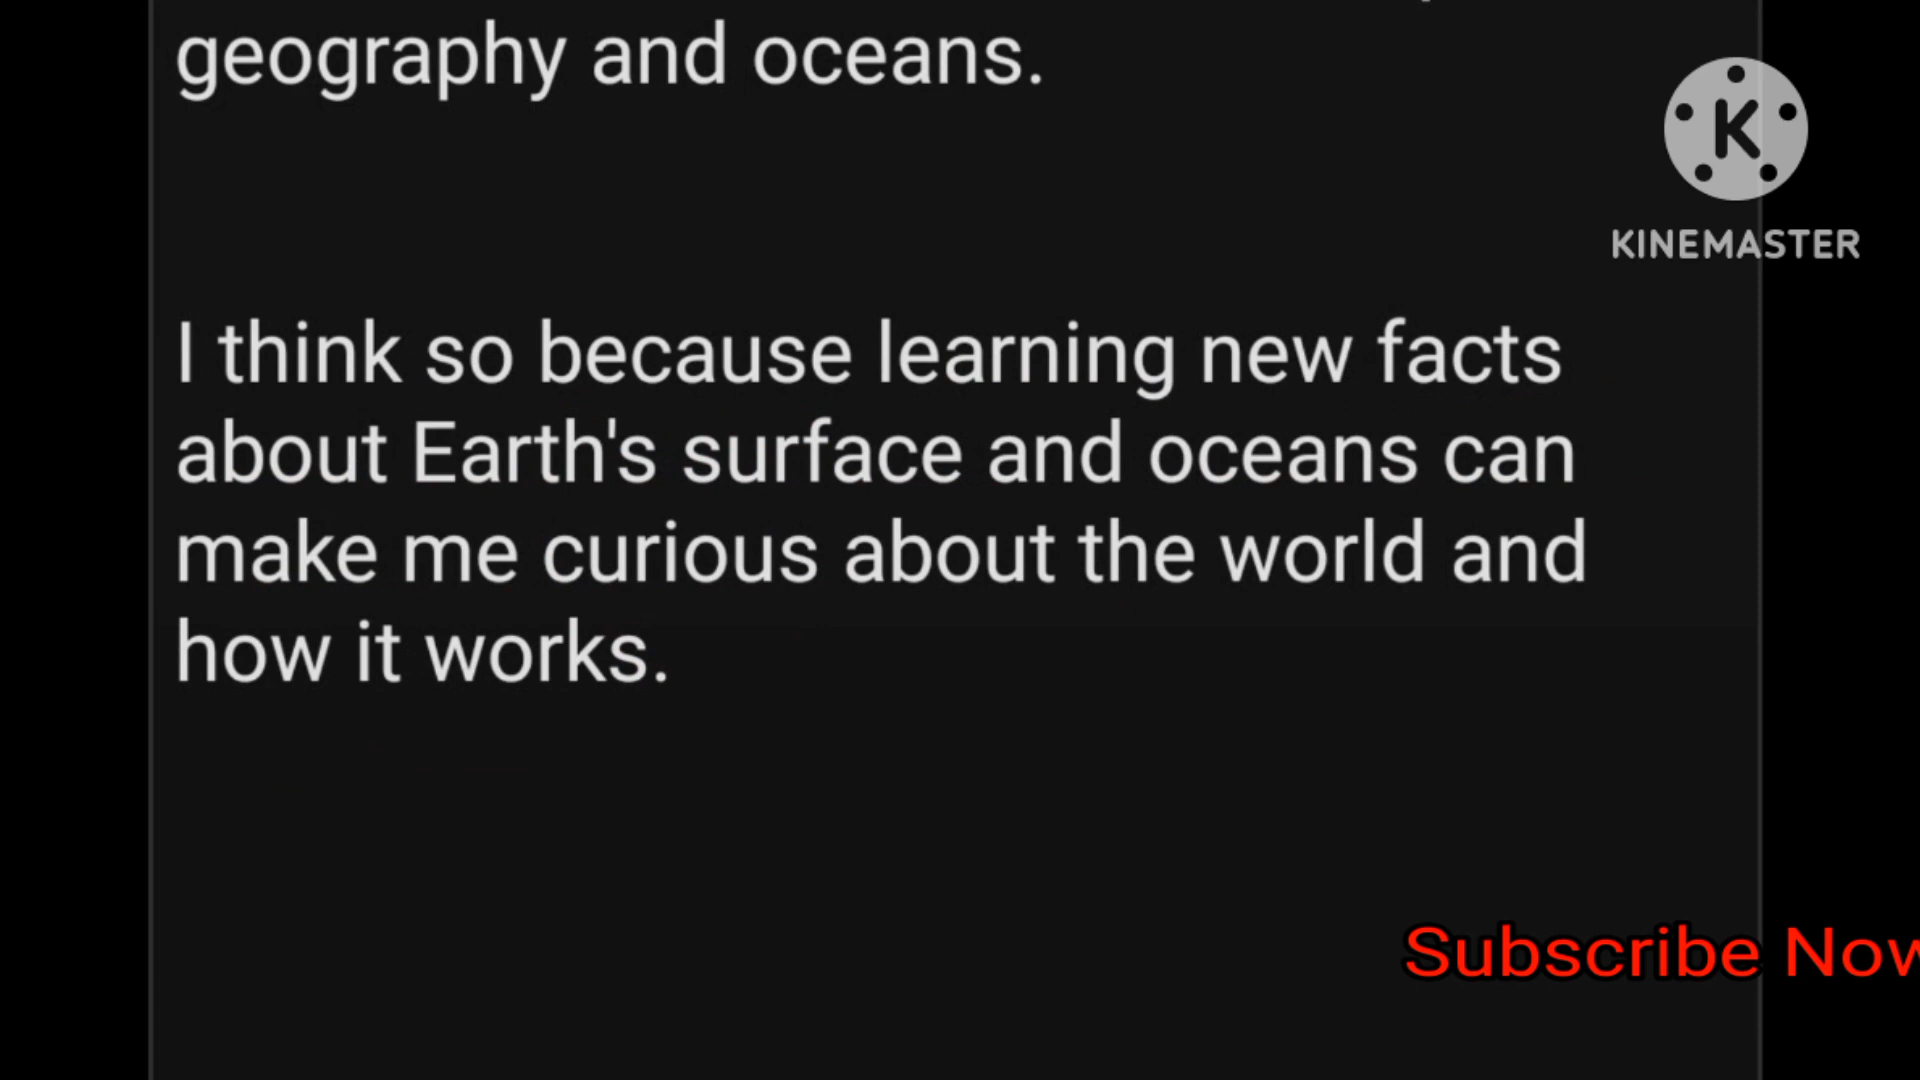 geography and oceans.
K
KINEMASTER
I think so because learning new facts
about Earth's surface and oceans can
make me curious about the world and
how it works.
Subscribe Now